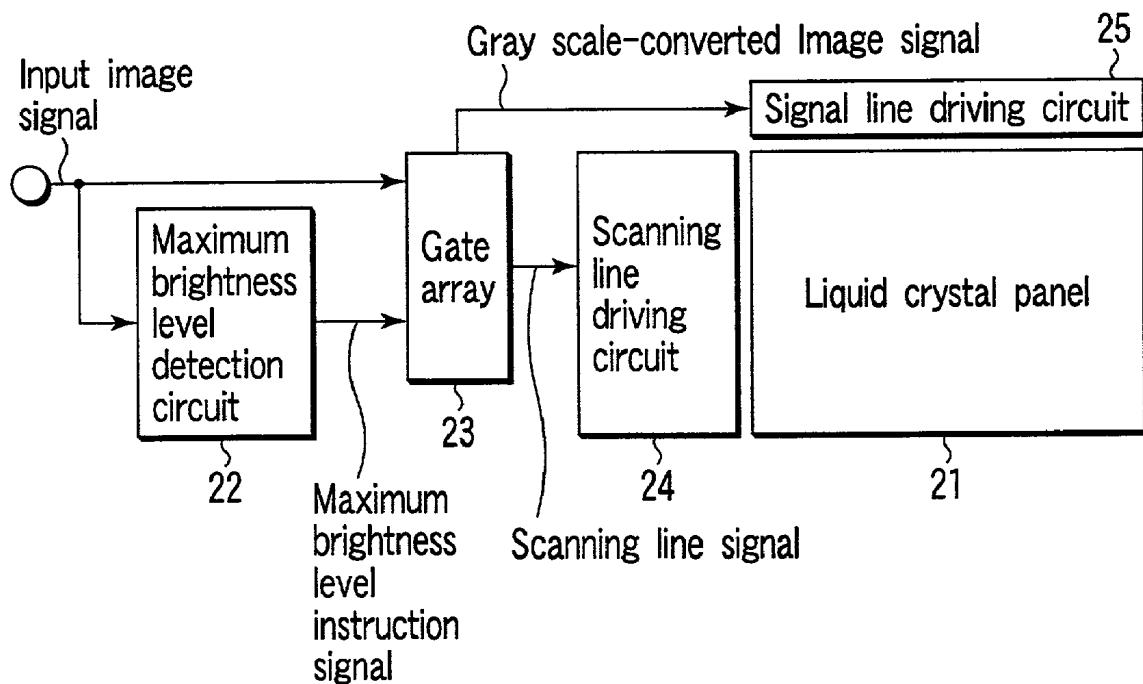 Gray scale-converted Image signal
25
Input image
signal
Signal line driving circuit
Maximum
brightness
level
detection
circuit
22
Gate
array
23
Scanning
line
driving
circuit
24
Liquid crystal panel
21
Maximum
brightness
level
instruction
signal
Scanning line signal